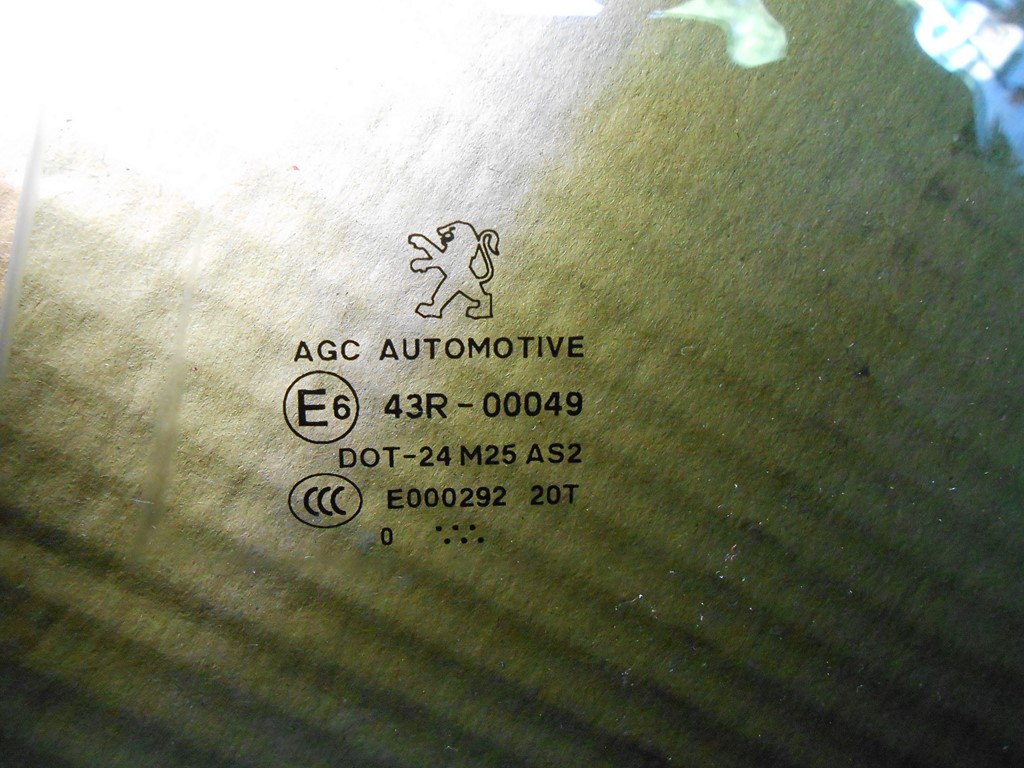 AGC AUTOMOTIVE
E6 43R-00049
DOT-24 M25 AS2
CCC E000292 20T
0